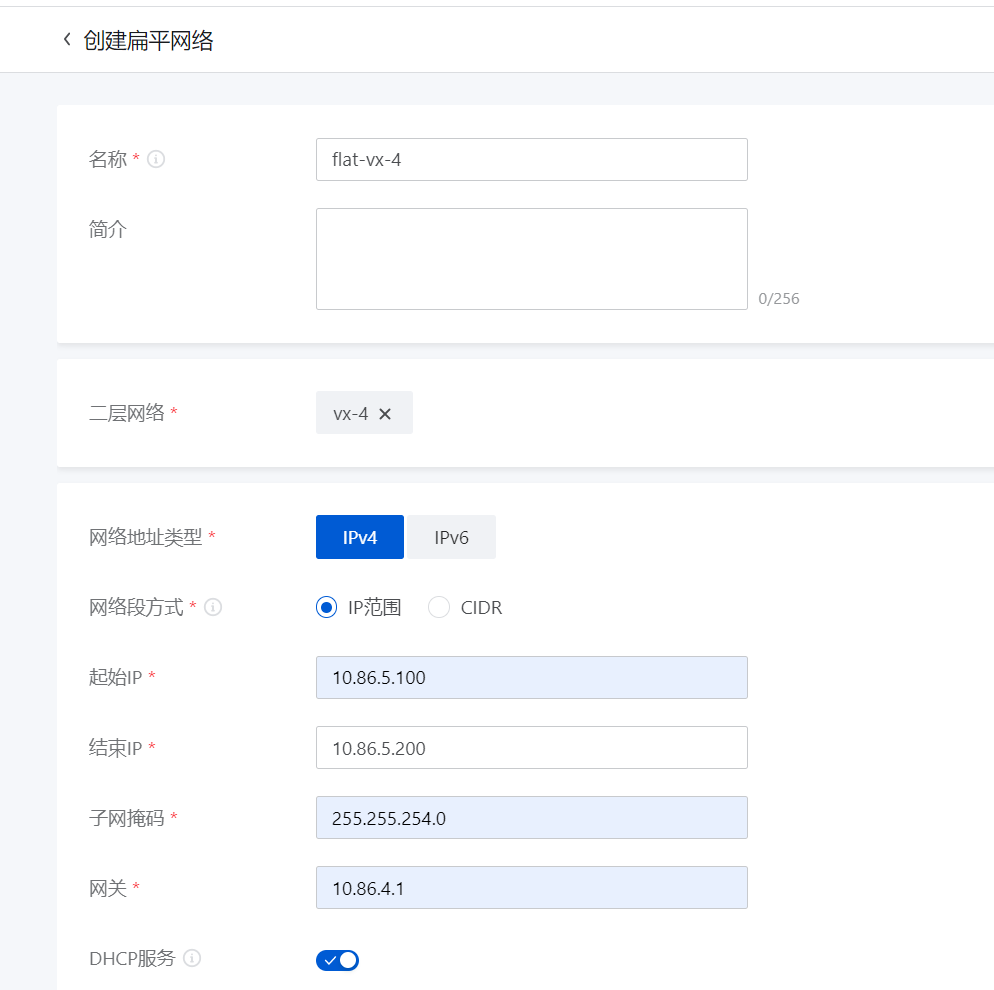 创建扁平网络
名称 *
flat-vx-4
简介
0/256
二层网络 *
vx-4
网络地址类型 *
IPv4 IPv6
网络段方式 *
IP范围 CIDR
起始IP *
10.86.5.100
结束IP *
10.86.5.200
子网掩码 *
255.255.254.0
网关 *
10.86.4.1
DHCP服务